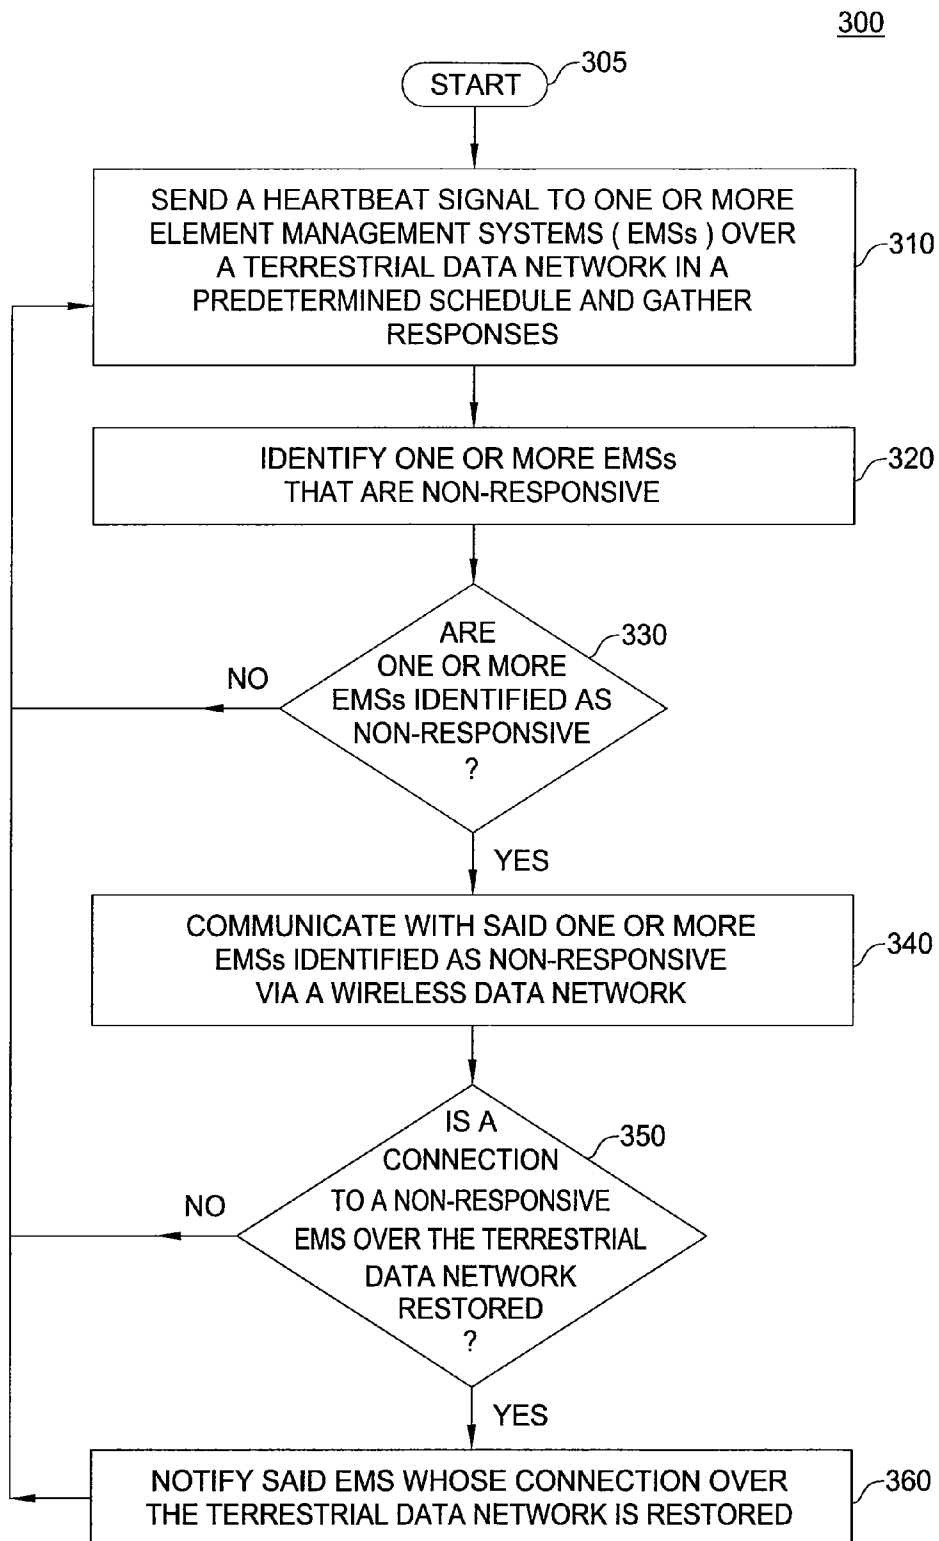 300
START
305
SEND A HEARTBEAT SIGNAL TO ONE OR MORE
ELEMENT MANAGEMENT SYSTEMS ( EMSs ) OVER
A TERRESTRIAL DATA NETWORK IN A
PREDETERMINED SCHEDULE AND GATHER
RESPONSES
310
IDENTIFY ONE OR MORE EMSs
THAT ARE NON-RESPONSIVE
320
ARE
ONE OR MORE
EMSs IDENTIFIED AS
NON-RESPONSIVE
?
330
NO
YES
COMMUNICATE WITH SAID ONE OR MORE
EMSs IDENTIFIED AS NON-RESPONSIVE
VIA A WIRELESS DATA NETWORK
340
IS A
CONNECTION
TO A NON-RESPONSIVE
EMS OVER THE TERRESTRIAL
DATA NETWORK
RESTORED
?
350
NO
YES
NOTIFY SAID EMS WHOSE CONNECTION OVER
THE TERRESTRIAL DATA NETWORK IS RESTORED
360